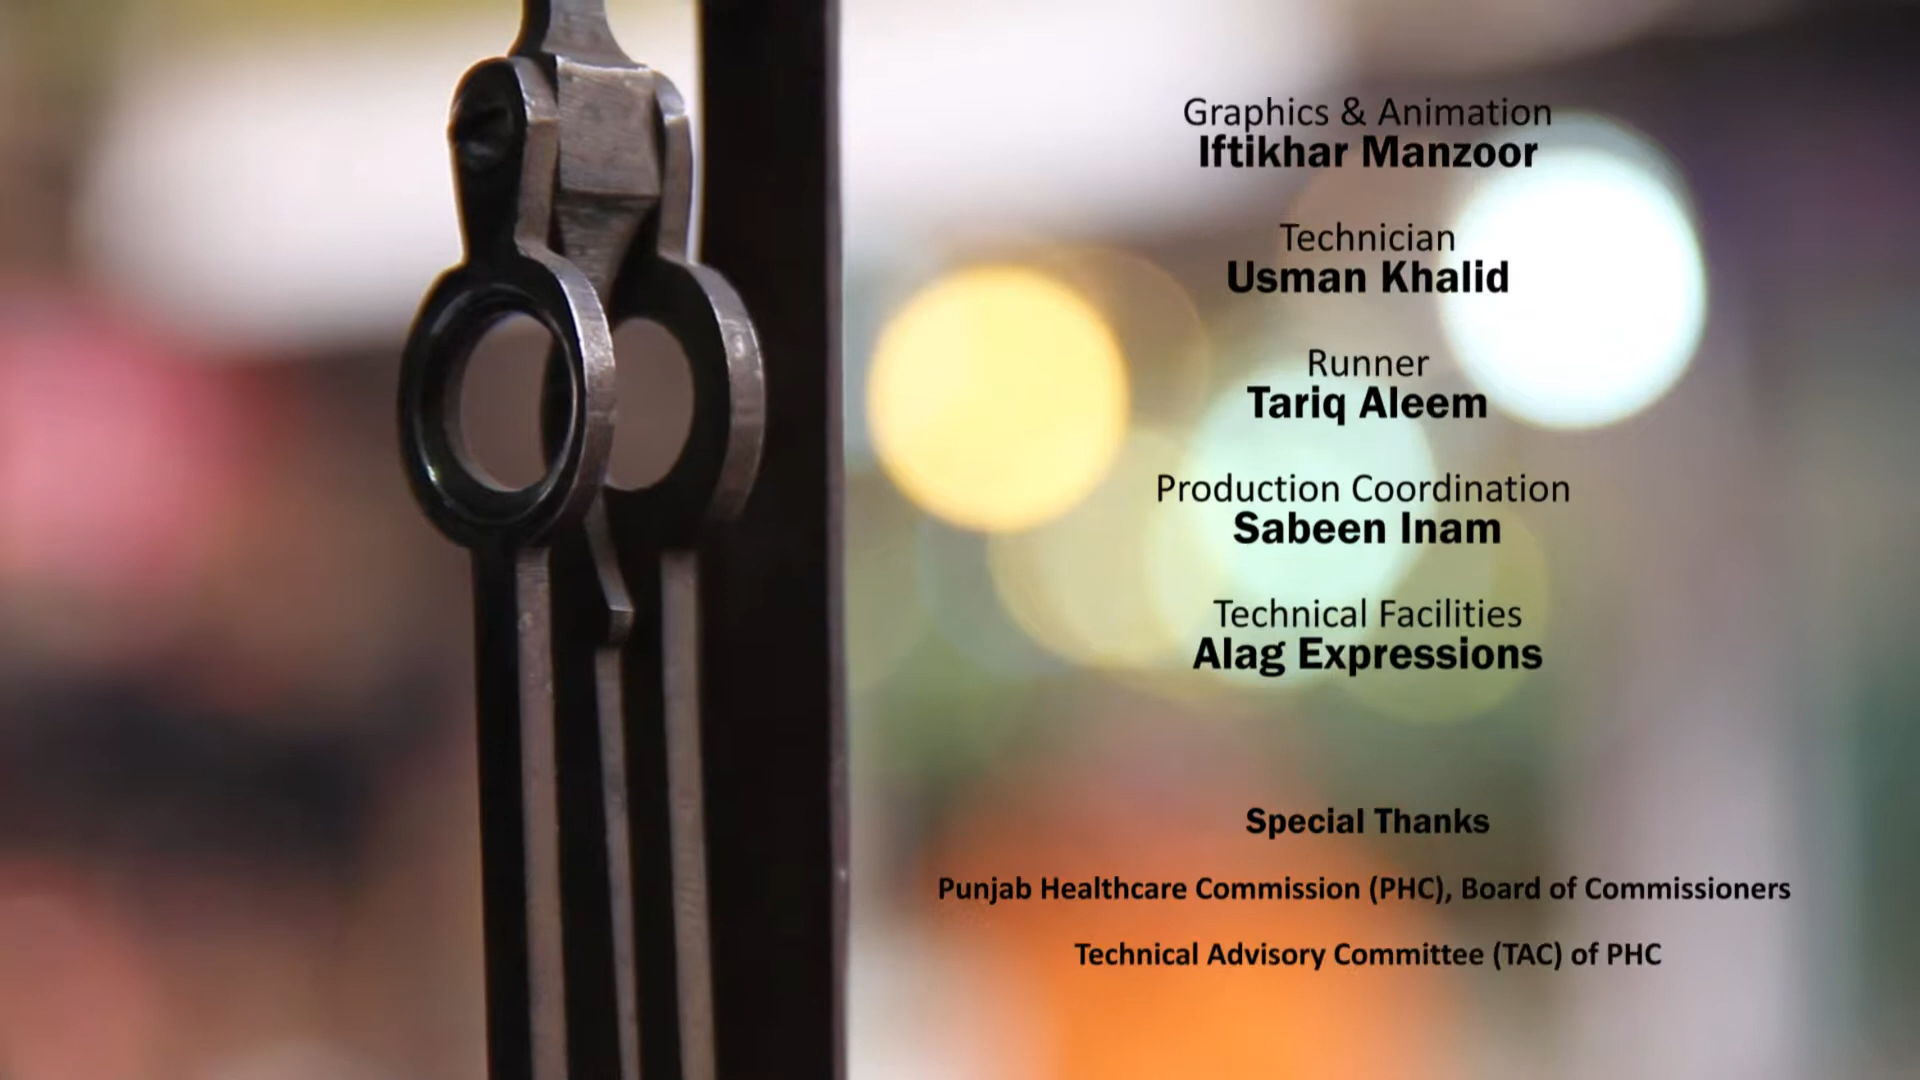 Graphics & Animation
Iftikhar Manzoor
Technician
Usman Khalid
Runner
Tariq Aleem
Production Coordination
Sabeen Inam
Technical Facilities
Alag Expressions
Special Thanks
Punjab Healthcare Commission (PHC), Board of Commissioners
Technical Advisory Committee (TAC) of PHC